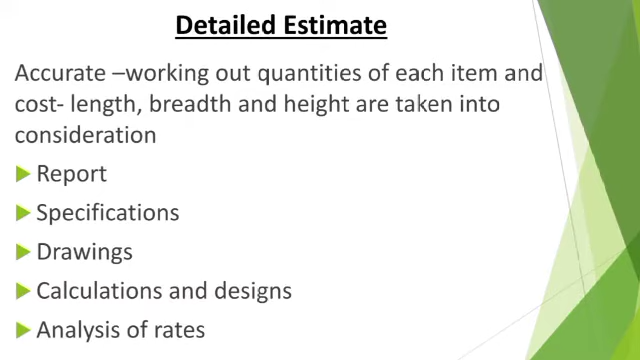 Detailed Estimate
Accurate –working out quantities of each item and
cost- length, breadth and height are taken into
consideration
Report
Specifications
Drawings
Calculations and designs
Analysis of rates